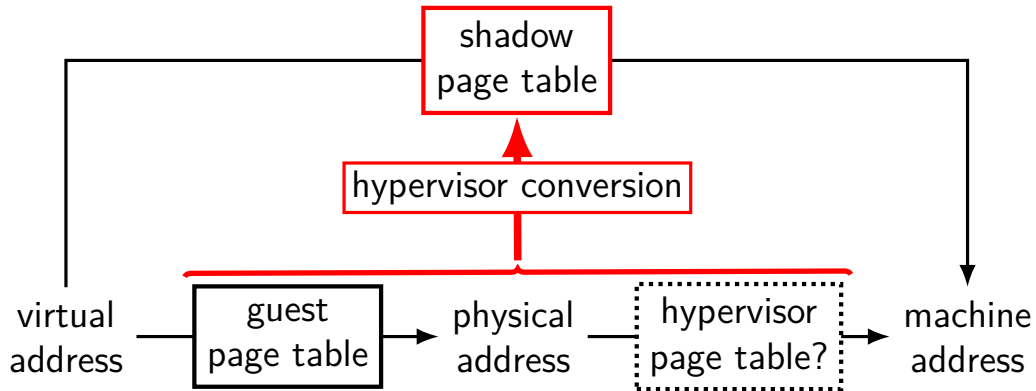 shadow
page table
hypervisor conversion
virtual
address
guest
page table
physical
address
hypervisor
page table?
machine
address